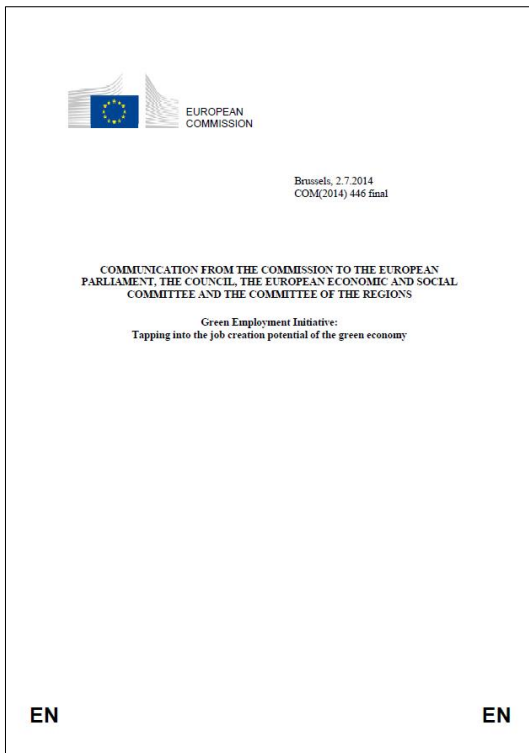 EUROPEAN
COMMISSION
Brussels, 2.7.2014
COM(2014) 446 final
COMMUNICATION FROM THE COMMISSION TO THE EUROPEAN
PARLIAMENT, THE COUNCIL, THE EUROPEAN ECONOMIC AND SOCIAL
COMMITTEE AND THE COMMITTEE OF THE REGIONS
Green Employment Initiative:
Tapping into the job creation potential of the green economy
EN EN